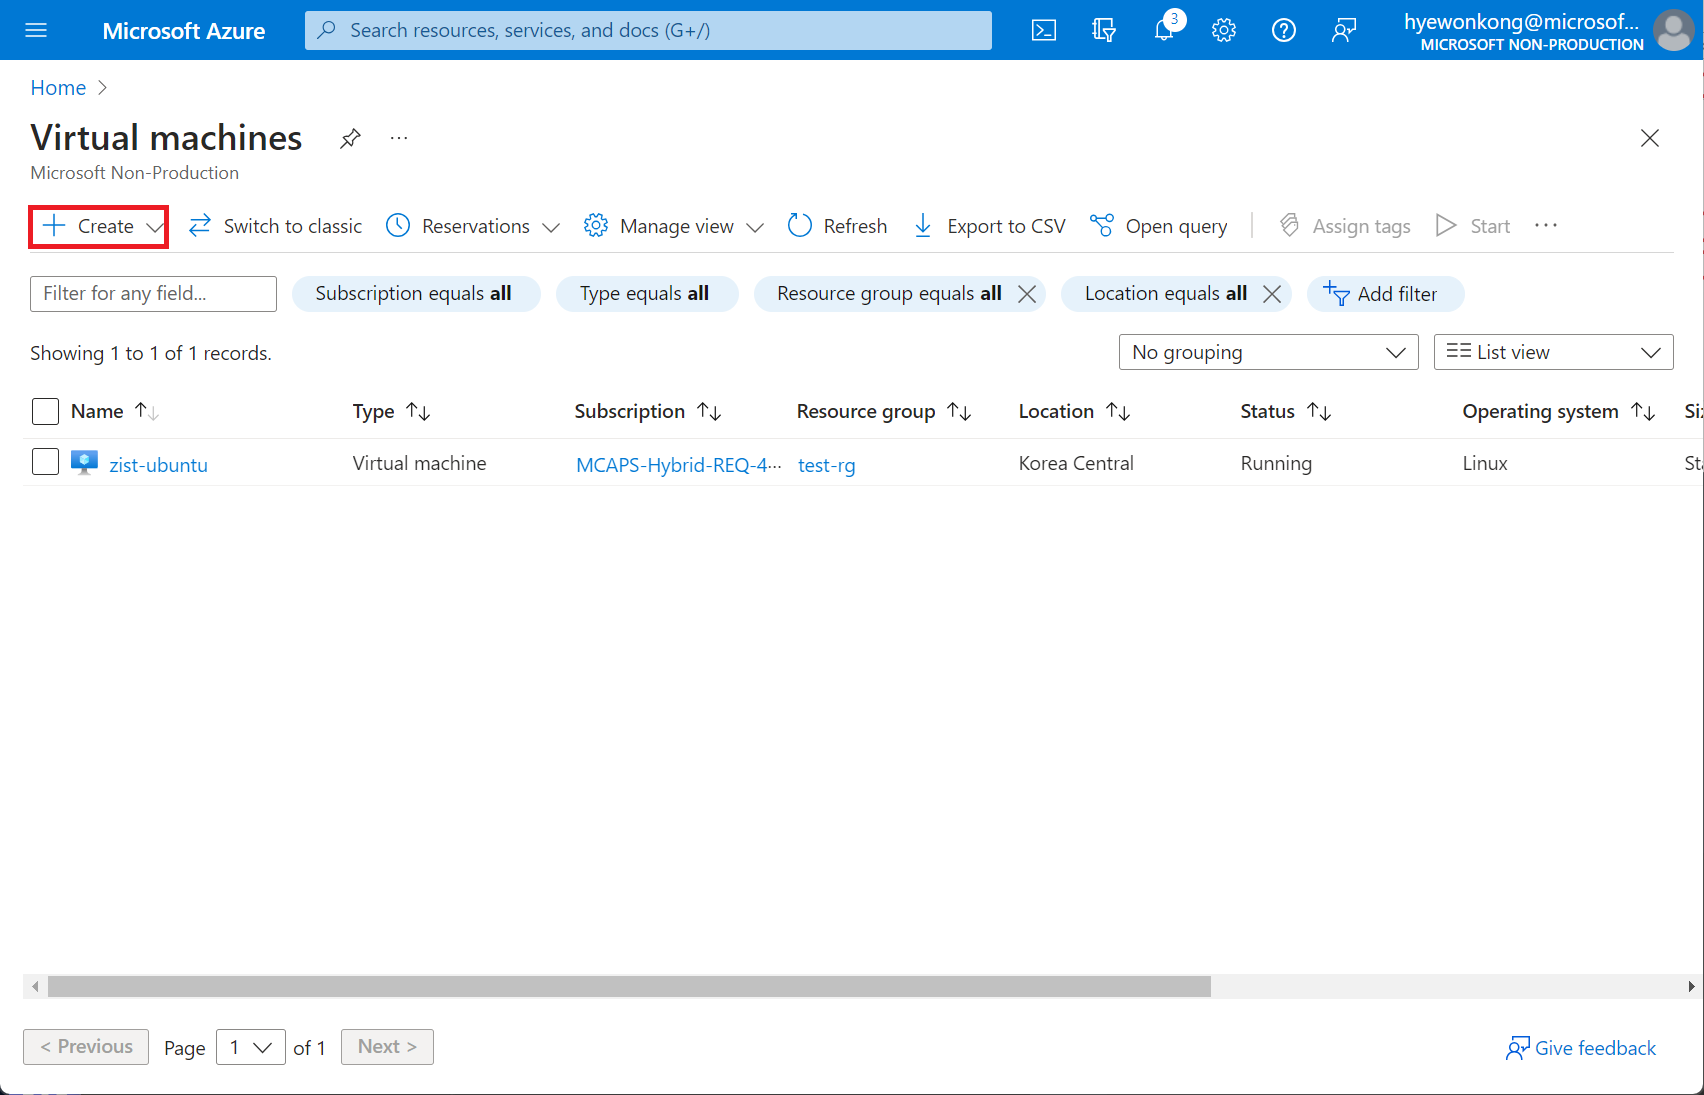 Microsoft Azure
Search resources, services, and docs (G+/)
3
hyewonkong@microsof...
MICROSOFT NON-PRODUCTION
Home
Virtual machines
Microsoft Non-Production
Create
Switch to classic
Reservations
Manage view
Refresh
Export to CSV
Open query
Assign tags
Start
Filter for any field...
Subscription equals all
Type equals all
Resource group equals all
Location equals all
Add filter
Showing 1 to 1 of 1 records.
No grouping
List view
Name
Type
Subscription
Resource group
Location
Status
Operating system
Siz
zist-ubuntu
Virtual machine
MCAPS-Hybrid-REQ-4...
test-rg
Korea Central
Running
Linux
Sta
< Previous
Page
1
of 1
Next >
Give feedback